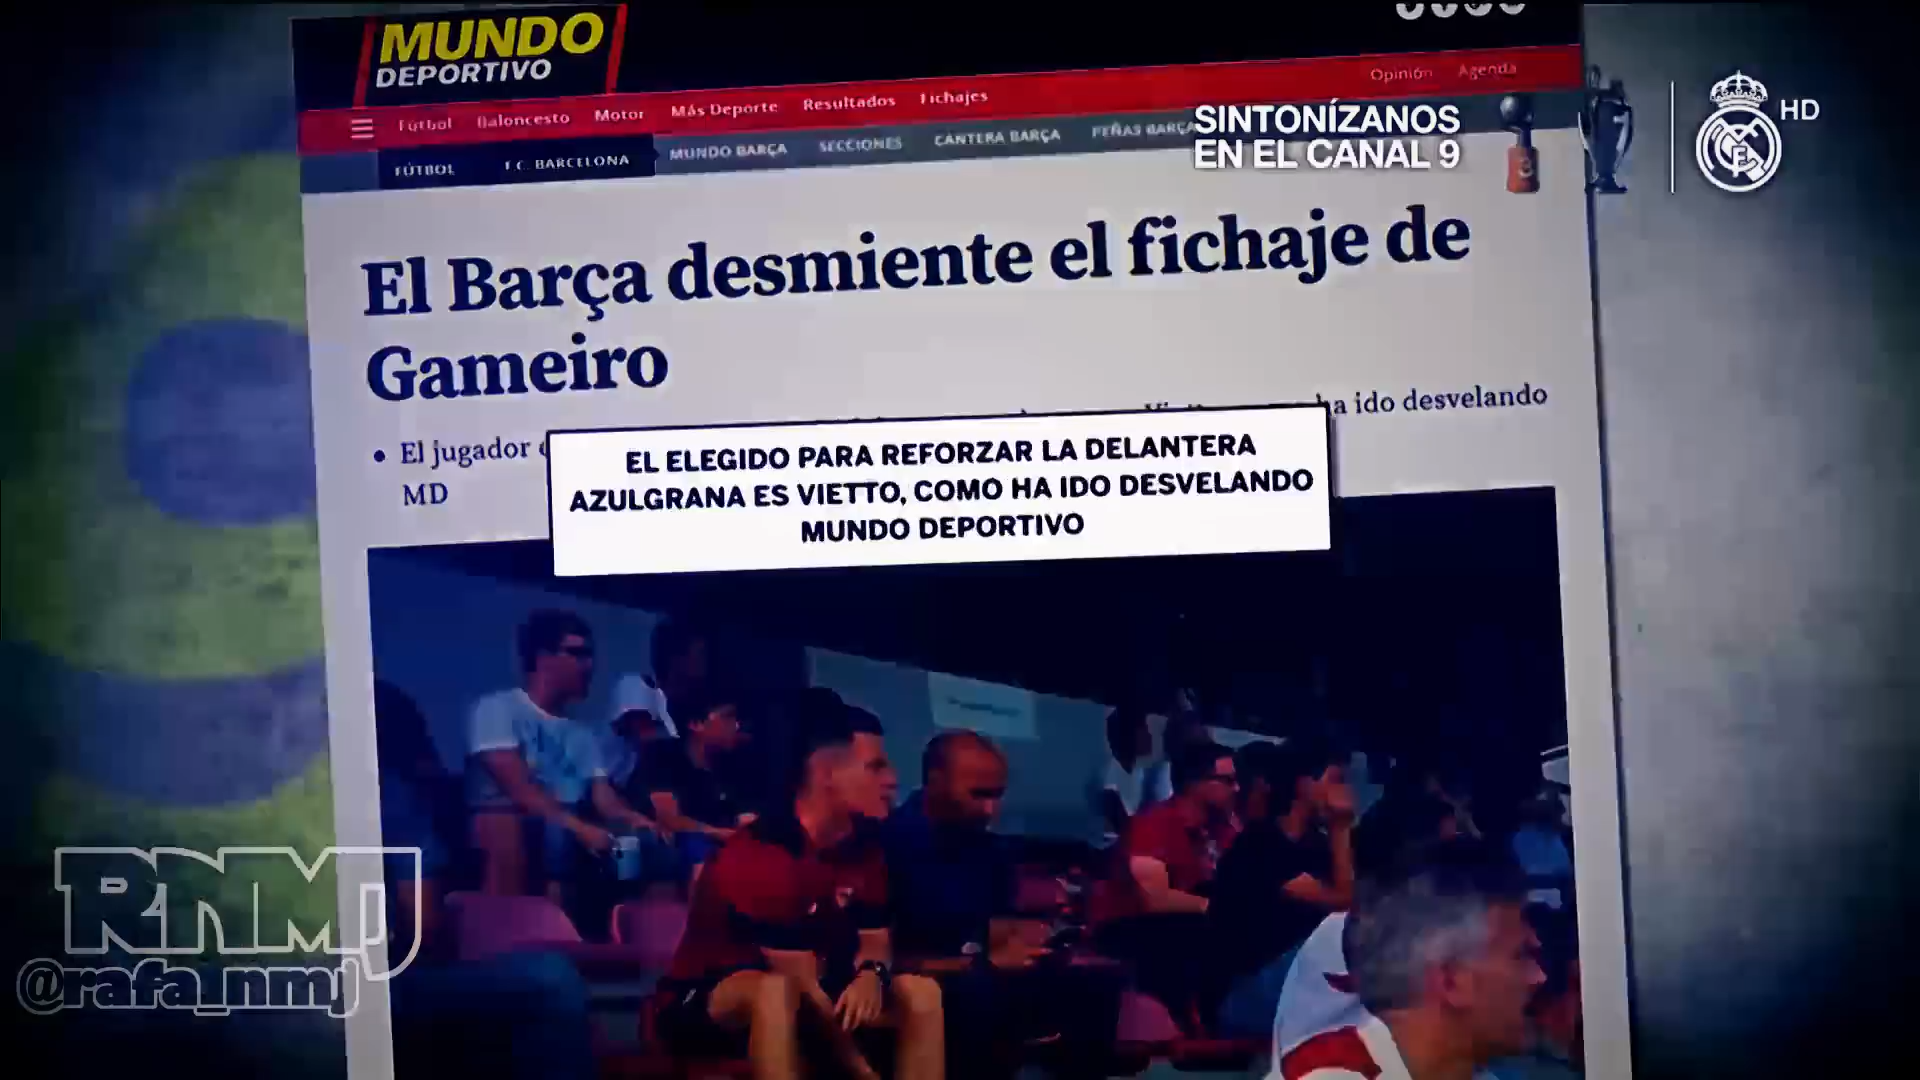 MUNDO
DEPORTIVO
Opinión Agenda
Fútbol Baloncesto Motor Más Deporte Resultados Fichajes
FÚTBOL F.C. BARCELONA MUNDO BARÇA SECCIONES CANTERA BARÇA PEÑAS BARÇA
SINTONÍZANOS
EN EL CANAL 9
HD
El Barça desmiente el fichaje de
Gameiro
El jugador ha ido desvelando
MD
EL ELEGIDO PARA REFORZAR LA DELANTERA
AZULGRANA ES VIETTO, COMO HA IDO DESVELANDO
MUNDO DEPORTIVO
RNMJ
@rafa_nmj